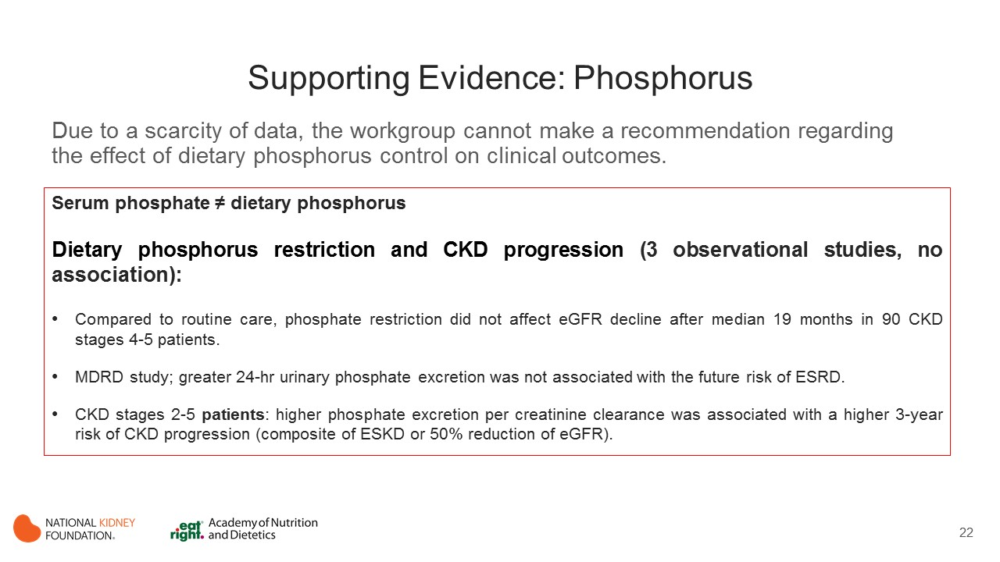 Supporting Evidence: Phosphorus
Due to a scarcity of data, the workgroup cannot make a recommendation regarding
the effect of dietary phosphorus control on clinical outcomes.
Serum phosphate ≠ dietary phosphorus
Dietary phosphorus restriction and CKD progression (3 observational studies, no
association):
• Compared to routine care, phosphate restriction did not affect eGFR decline after median 19 months in 90 CKD
stages 4-5 patients.
• MDRD study; greater 24-hr urinary phosphate excretion was not associated with the future risk of ESRD.
• CKD stages 2-5 patients: higher phosphate excretion per creatinine clearance was associated with a higher 3-year
risk of CKD progression (composite of ESKD or 50% reduction of eGFR).
NATIONAL KIDNEY
FOUNDATION®
eat
right.
Academy of Nutrition
and Dietetics
22